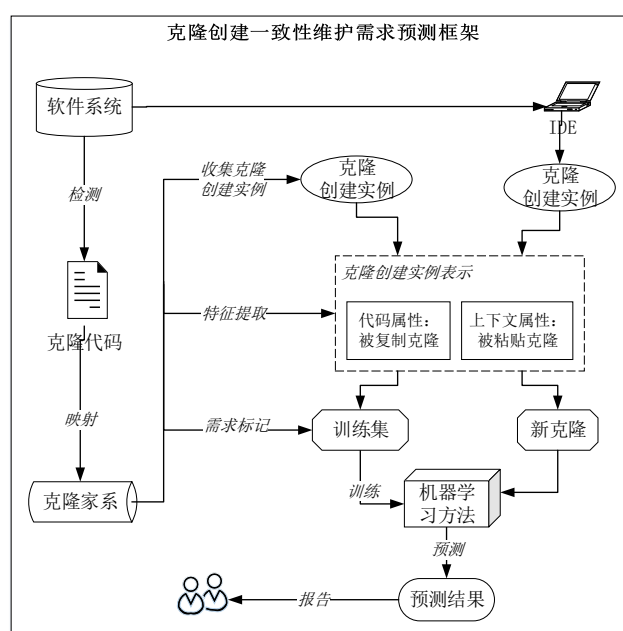 克隆创建一致性维护需求预测框架
软件系统
IDE
检测
收集克隆
创建实例
克隆
创建实例
克隆
创建实例
克隆创建实例表示
克隆代码
特征提取
代码属性：
被复制克隆
上下文属性：
被粘贴克隆
映射
需求标记
训练集
新克隆
克隆家系
训练
机器学
习方法
预测
报告
预测结果